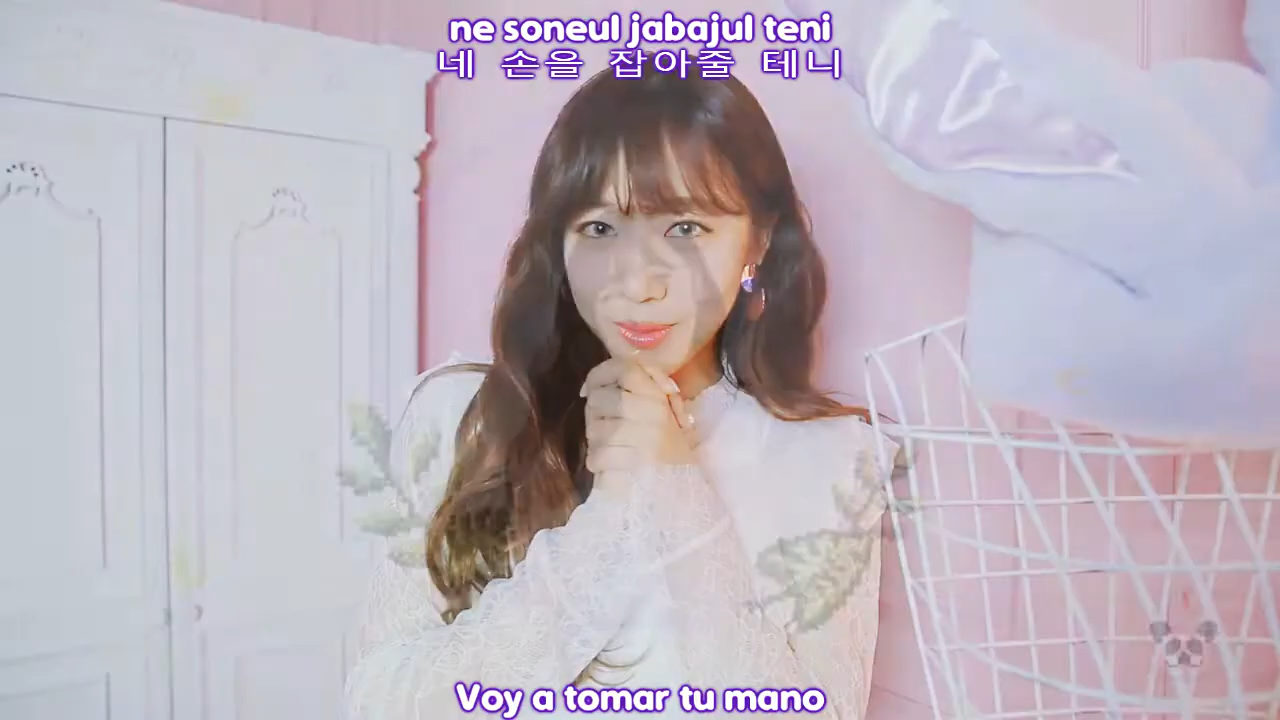 ne soneul jabajul teni
네 손을 잡아줄 테니
Voy a tomar tu mano